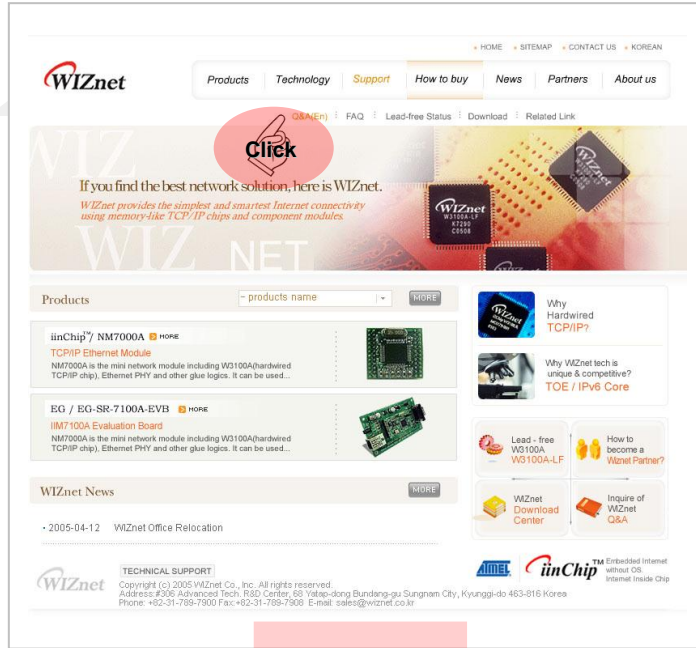 HOME SITEMAP CONTACT US KOREAN
WIZnet
Products Technology Support How to buy News Partners About us
Q&A(En) FAQ Lead-free Status Download Related Link
Click
WIZ
If you find the best network solution, here is WIZnet.
WIZnet provides the simplest and smartest Internet connectivity
using memory-like TCP/IP chips and component modules.
WIZ NET
WIZnet
W3100A-LF
K7290
C0508
Products
- products name
MORE
iinChip™/ NM7000A MORE
TCP/IP Ethernet Module
NM7000A is the mini network module including W3100A(hardwired
TCP/IP chip), Ethernet PHY and other glue logics. It can be used...
EG / EG-SR-7100A-EVB MORE
IIM7100A Evaluation Board
NM7000A is the mini network module including W3100A(hardwired
TCP/IP chip), Ethernet PHY and other glue logics. It can be used...
WIZnet News
MORE
2005-04-12 WIZnet Office Relocation
WIZnet
Why
Hardwired
TCP/IP?
Why WIZnet tech is
unique & competitive?
TOE / IPv6 Core
Lead - free
W3100A
W3100A-LF
How to
become a
Wiznet Partner?
WIZnet
Download
Center
Inquire of
WIZnet
Q&A
WIZnet
TECHNICAL SUPPORT
Copyright (c) 2005 WIZnet Co., Inc. All rights reserved.
Address:#306 Advanced Tech. R&D Center, 68 Yatap-dong Bundang-gu Sungnam City, Kyunggi-do 463-816 Korea
Phone: +82-31-789-7900 Fax:+82-31-789-7908 E-mail: sales@wiznet.co.kr
ATMEL
iinChip™
Embedded Internet
without OS
Internet Inside Chip